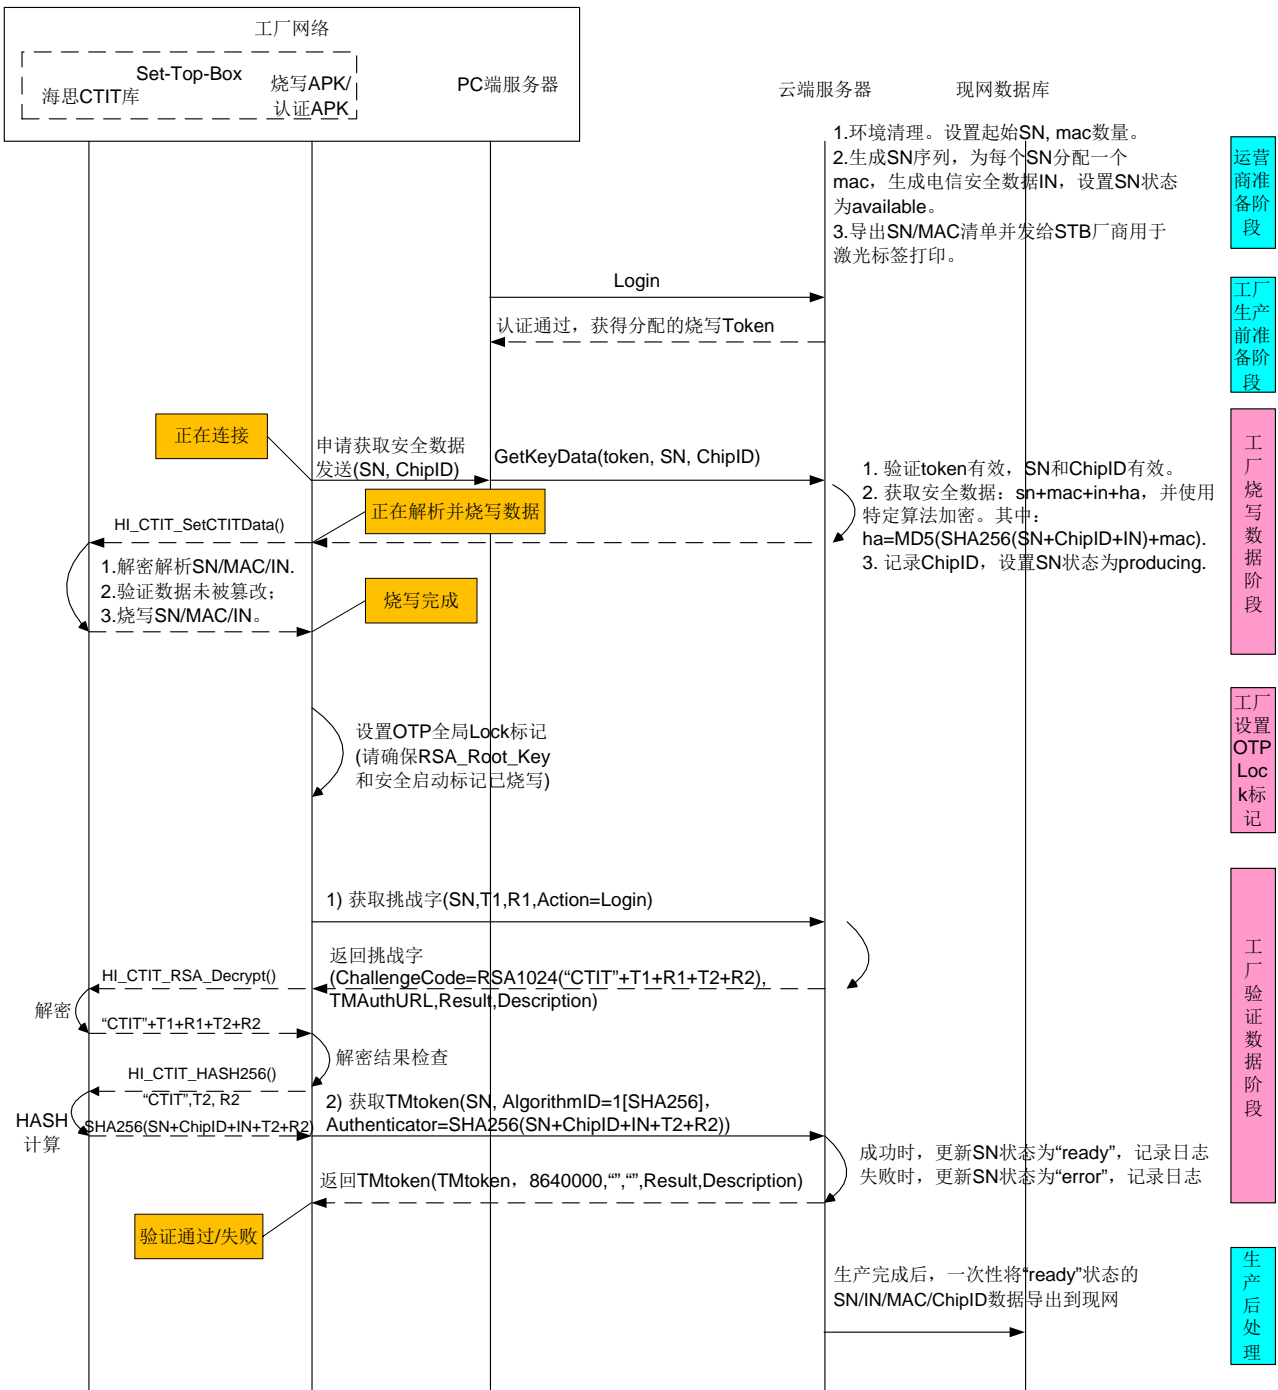 工厂网络
Set-Top-Box
海思CTIT库
烧写APK/
认证APK
PC端服务器
云端服务器
现网数据库
1.环境清理。设置起始SN, mac数量。
2.生成SN序列，为每个SN分配一个
mac，生成电信安全数据IN，设置SN状态
为available。
3.导出SN/MAC清单并发给STB厂商用于
激光标签打印。
运营
商准
备阶
段
Login
认证通过，获得分配的烧写Token
工厂
生产
前准
备阶
段
正在连接
申请获取安全数据
发送(SN, ChipID)
GetKeyData(token, SN, ChipID)
1. 验证token有效，SN和ChipID有效。
2. 获取安全数据：sn+mac+in+ha，并使用
特定算法加密。其中：
ha=MD5(SHA256(SN+ChipID+IN)+mac).
3. 记录ChipID，设置SN状态为producing.
正在解析并烧写数据
HI_CTIT_SetCTITData()
1.解密解析SN/MAC/IN.
2.验证数据未被篡改；
3.烧写SN/MAC/IN。
烧写完成
工
厂
烧
写
数
据
阶
段
设置OTP全局Lock标记
(请确保RSA_Root_Key
和安全启动标记已烧写)
工厂
设置
OTP
Loc
k标
记
1) 获取挑战字(SN,T1,R1,Action=Login)
返回挑战字
(ChallengeCode=RSA1024(“CTIT”+T1+R1+T2+R2),
TMAuthURL,Result,Description)
HI_CTIT_RSA_Decrypt()
解密
“CTIT”+T1+R1+T2+R2
解密结果检查
HI_CTIT_HASH256()
“CTIT”,T2, R2
HASH
计算
SHA256(SN+ChipID+IN+T2+R2)
2) 获取TMtoken(SN, AlgorithmID=1[SHA256]，
Authenticator=SHA256(SN+ChipID+IN+T2+R2))
成功时，更新SN状态为“ready”，记录日志
失败时，更新SN状态为“error”，记录日志
返回TMtoken(TMtoken，8640000,“”,“”,Result,Description)
验证通过/失败
工
厂
验
证
数
据
阶
段
生产完成后，一次性将“ready”状态的
SN/IN/MAC/ChipID数据导出到现网
生
产
后
处
理